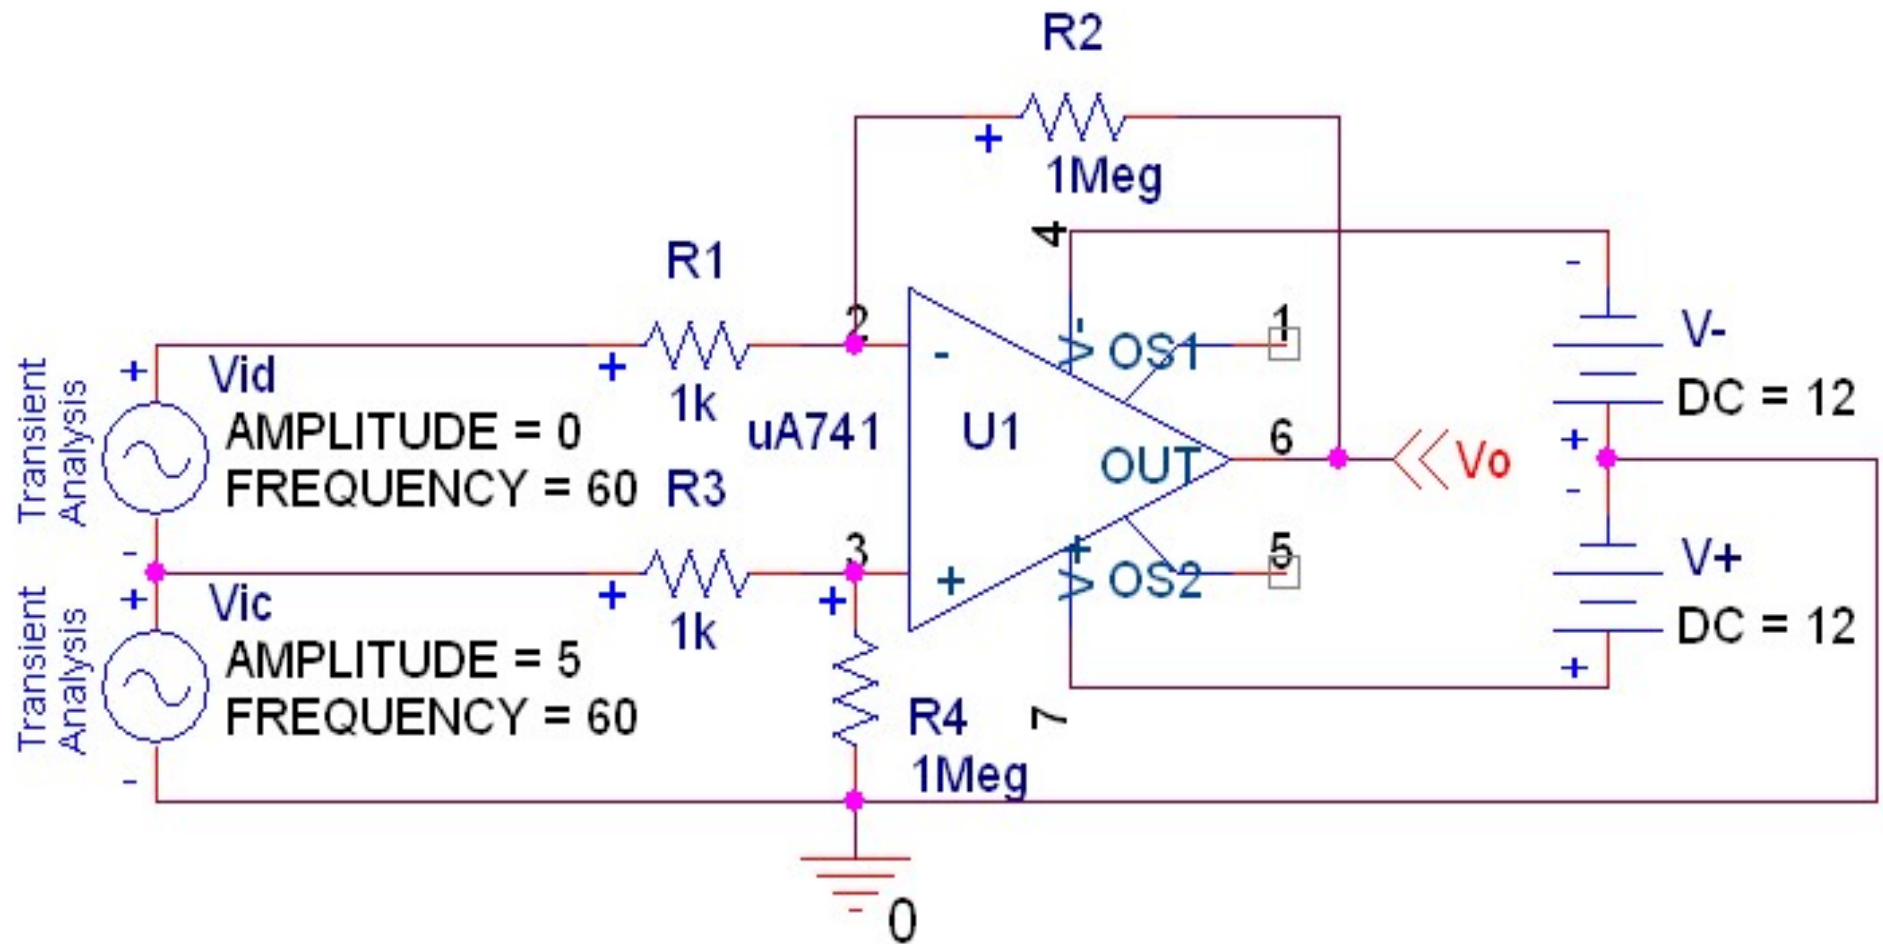 R2
+
1Meg
4
-
R1
2
1
V-
+
Vid
+
1k
-
V-
OS1
DC = 12
Transient
Analysis
AMPLITUDE = 0
uA741
U1
6
+
FREQUENCY = 60
R3
OUT
Vo
-
-
3
5
+
Vic
+
1k
+
+
V+
OS2
V+
Transient
Analysis
AMPLITUDE = 5
DC = 12
FREQUENCY = 60
R4
7
+
-
1Meg
0